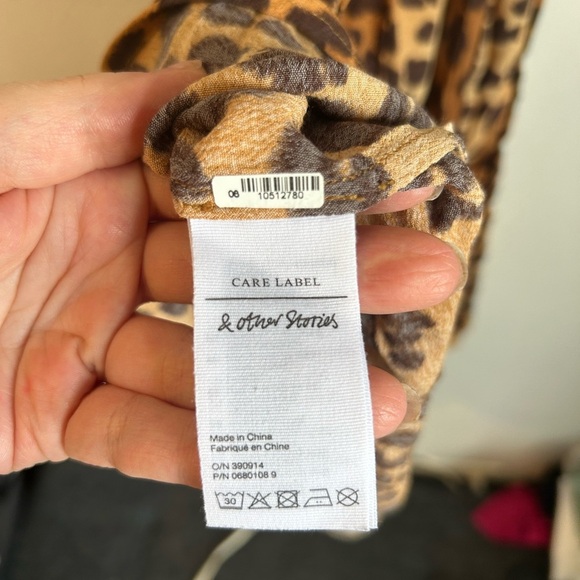 06
10512780
CARE LABEL
& other Stories
Made in China
Fabriqué en Chine
O/N 390914
P/N 0680108 9
30